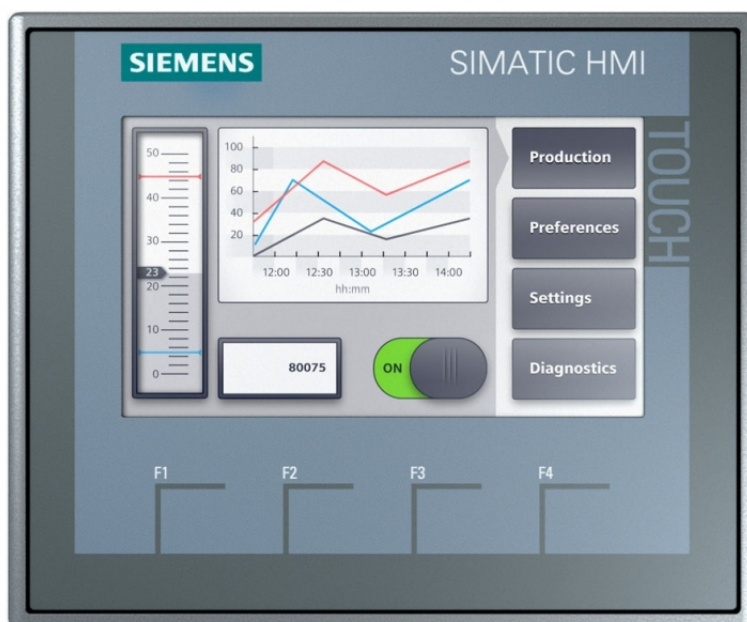 SIEMENS
SIMATIC HMI
TOUCH
50
40
30
23
20
10
0
100
80
60
40
20
12:00 12:30 13:00 13:30 14:00
hh:mm
80075
ON
Production
Preferences
Settings
Diagnostics
F1 F2 F3 F4